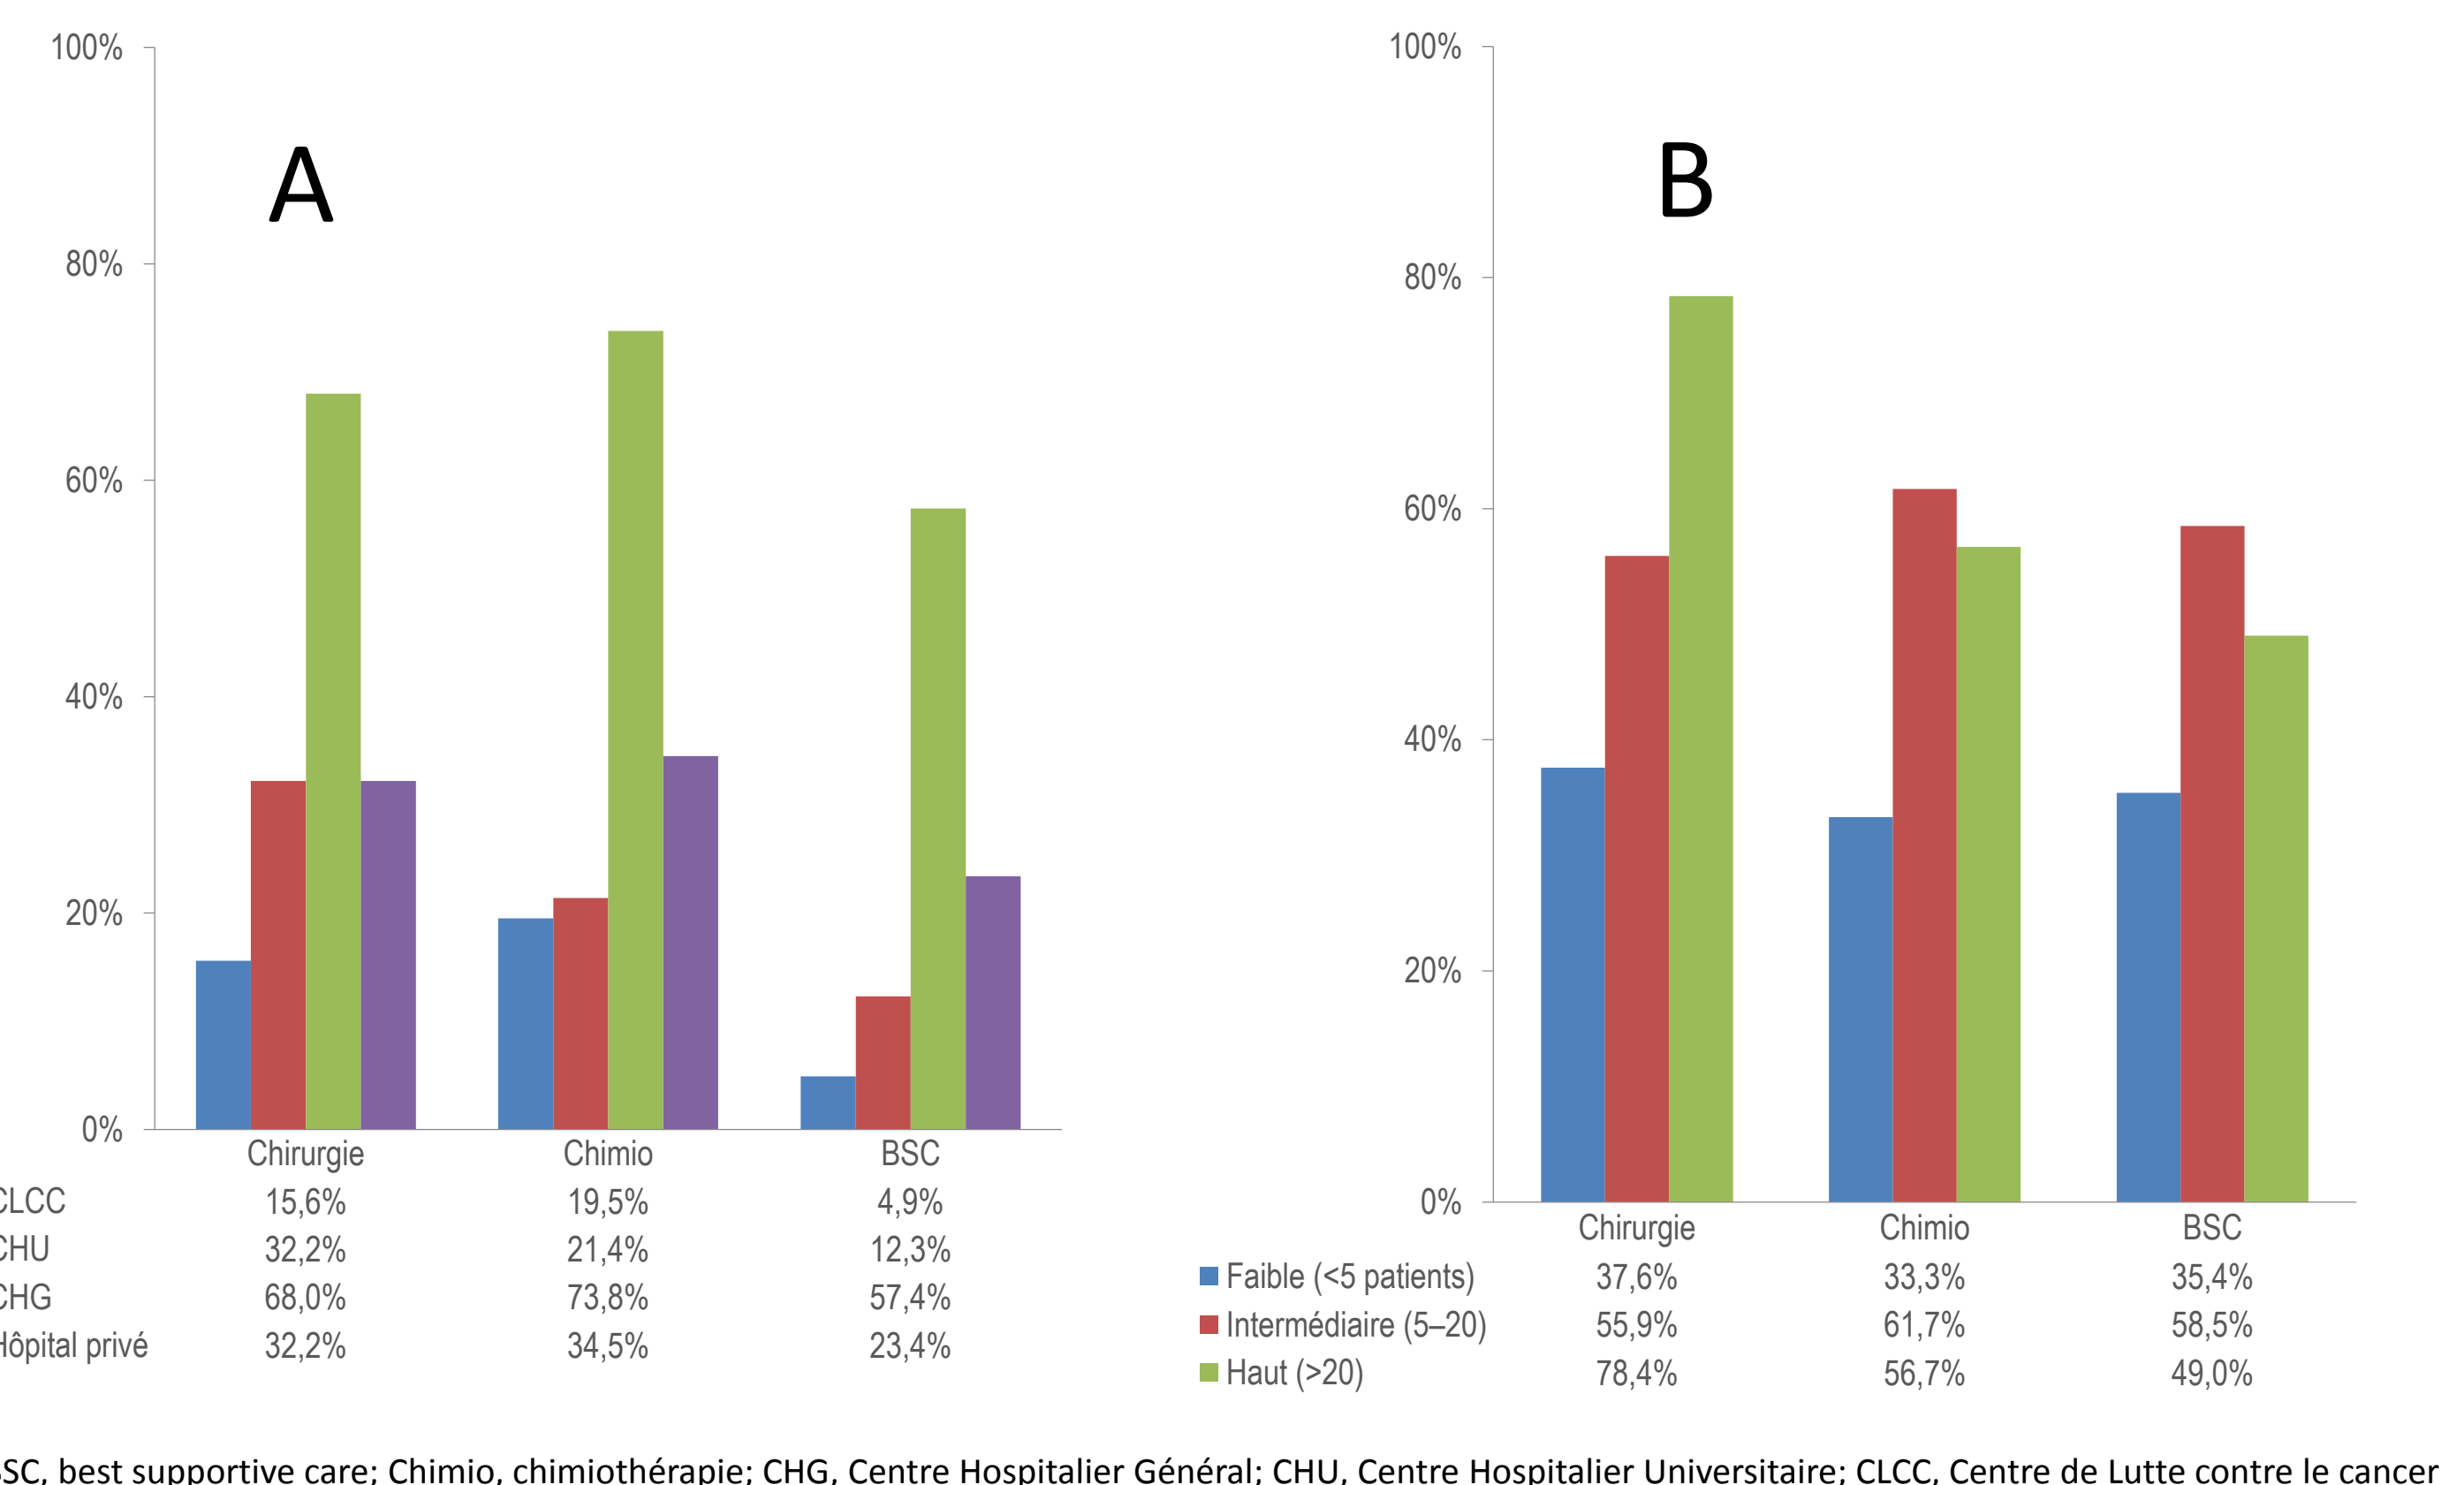 A
100%
80%
60%
40%
20%
0%
Chirurgie Chimio BSC
CLCC 15,6% 19,5% 4,9%
CHU 32,2% 21,4% 12,3%
CHG 68,0% 73,8% 57,4%
Hôpital privé 32,2% 34,5% 23,4%
B
100%
80%
60%
40%
20%
0%
Chirurgie Chimio BSC
Faible (<5 patients) 37,6% 33,3% 35,4%
Intermédiaire (5–20) 55,9% 61,7% 58,5%
Haut (>20) 78,4% 56,7% 49,0%
BSC, best supportive care; Chimio, chimiothérapie; CHG, Centre Hospitalier Général; CHU, Centre Hospitalier Universitaire; CLCC, Centre de Lutte contre le cancer